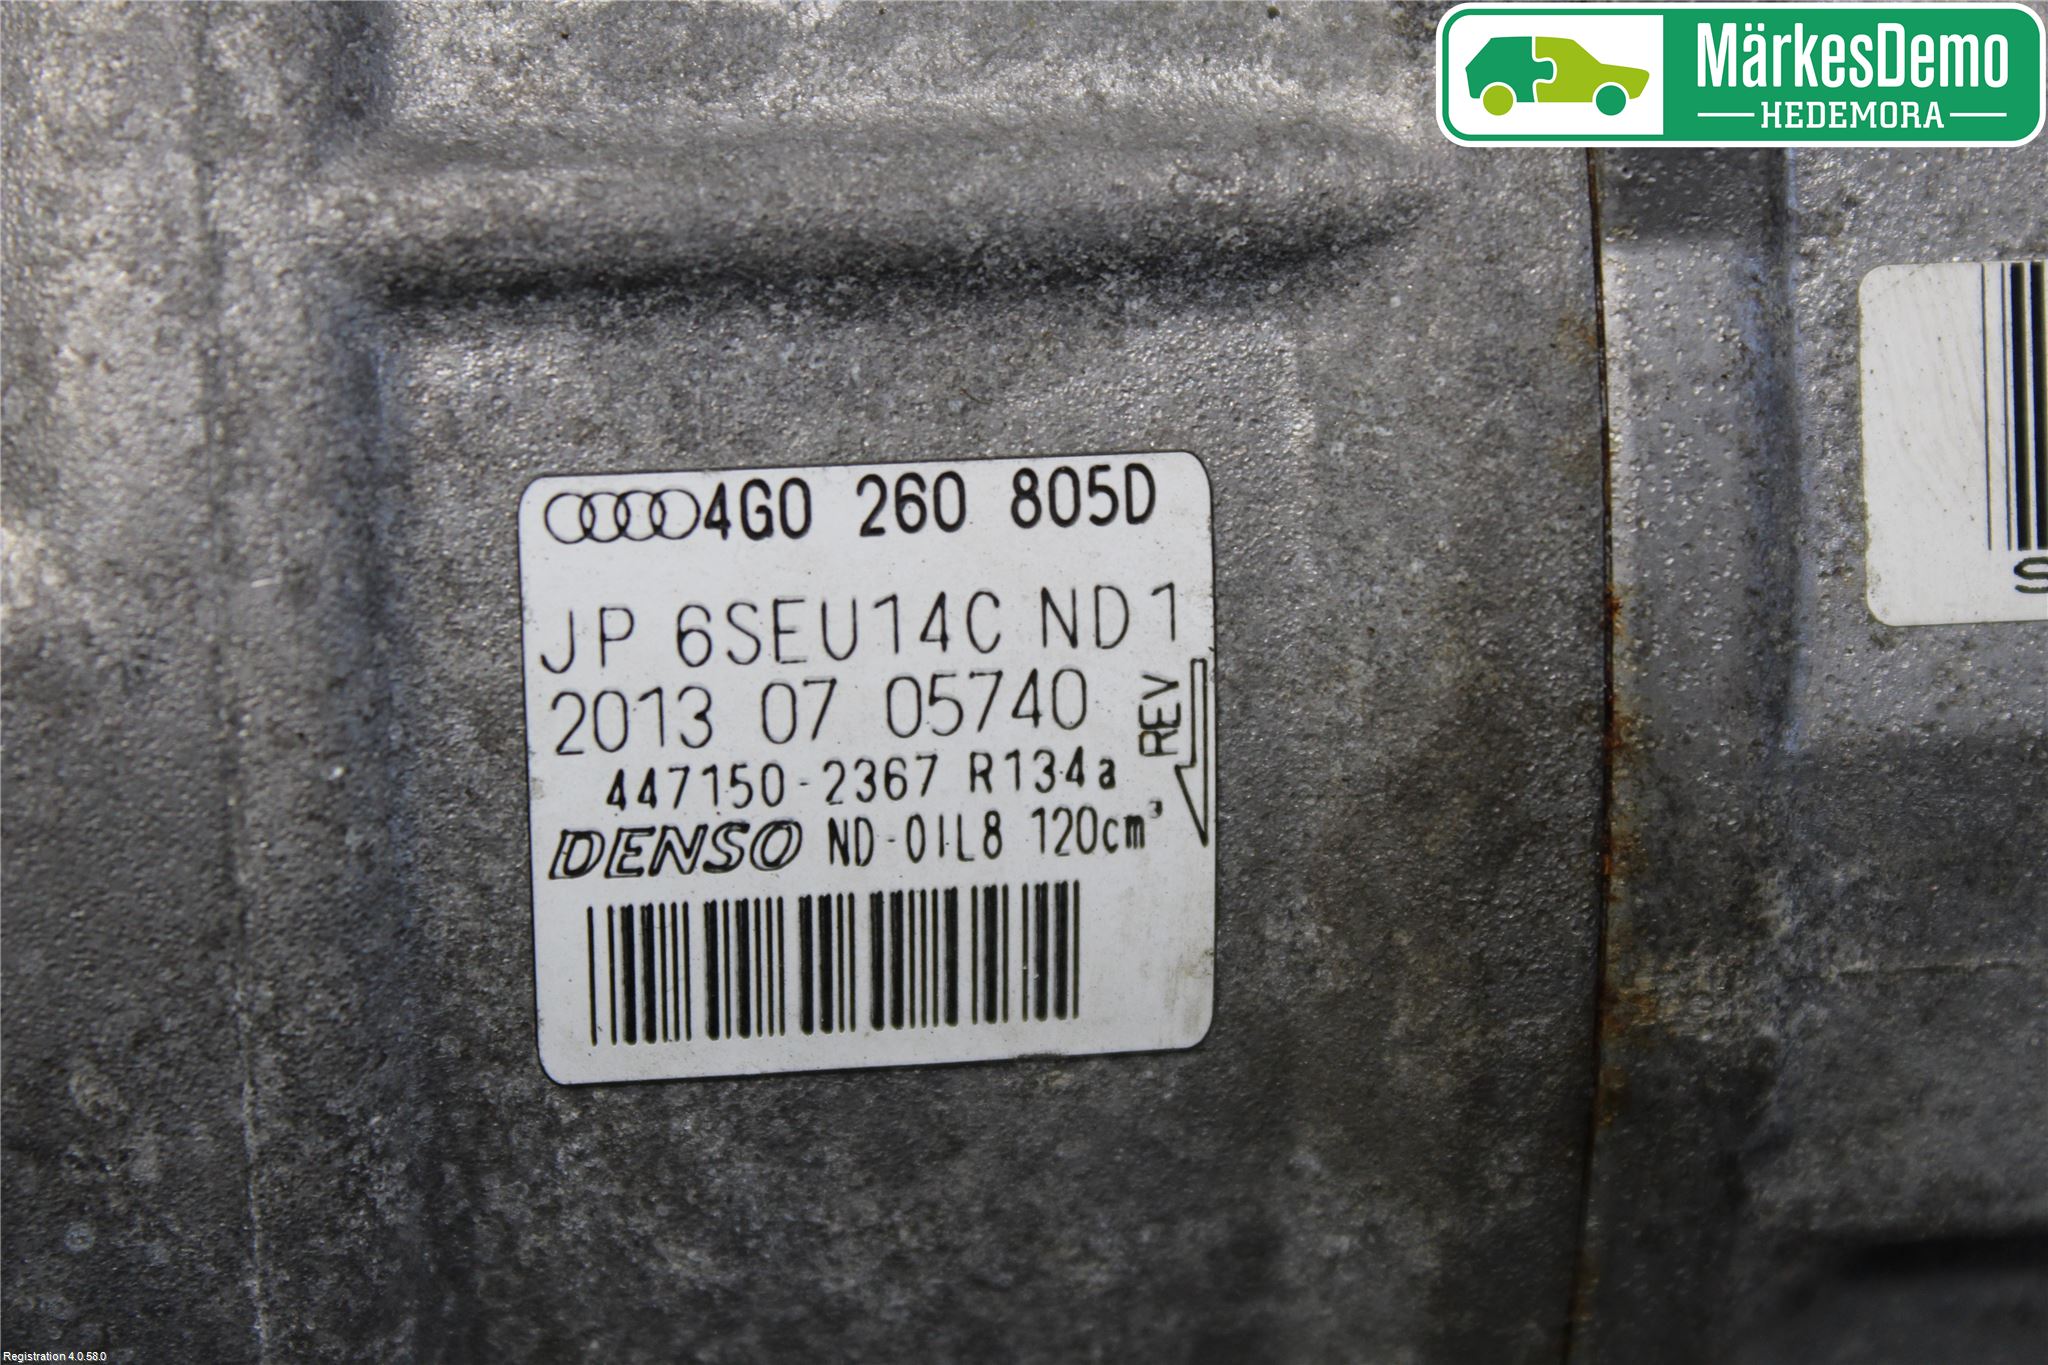 MärkesDemo
HEDEMORA
4G0 260 805D
JP 6SEU14C ND1
2013 07 05740
REV
447150-2367 R134a
DENSO ND-OIL8 120cm³
S
Registration 4.0.58.0